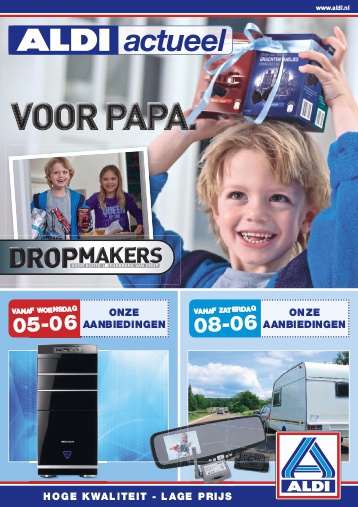 www.aldi.nl
ALDI actueel
GRACHTENPANDJES
VOOR PAPA.
DROPMAKERS
VANAF WOENSDAG
05-06
ONZE
AANBIEDINGEN
VANAF ZATERDAG
08-06
ONZE
AANBIEDINGEN
ALDI
HOGE KWALITEIT - LAGE PRIJS